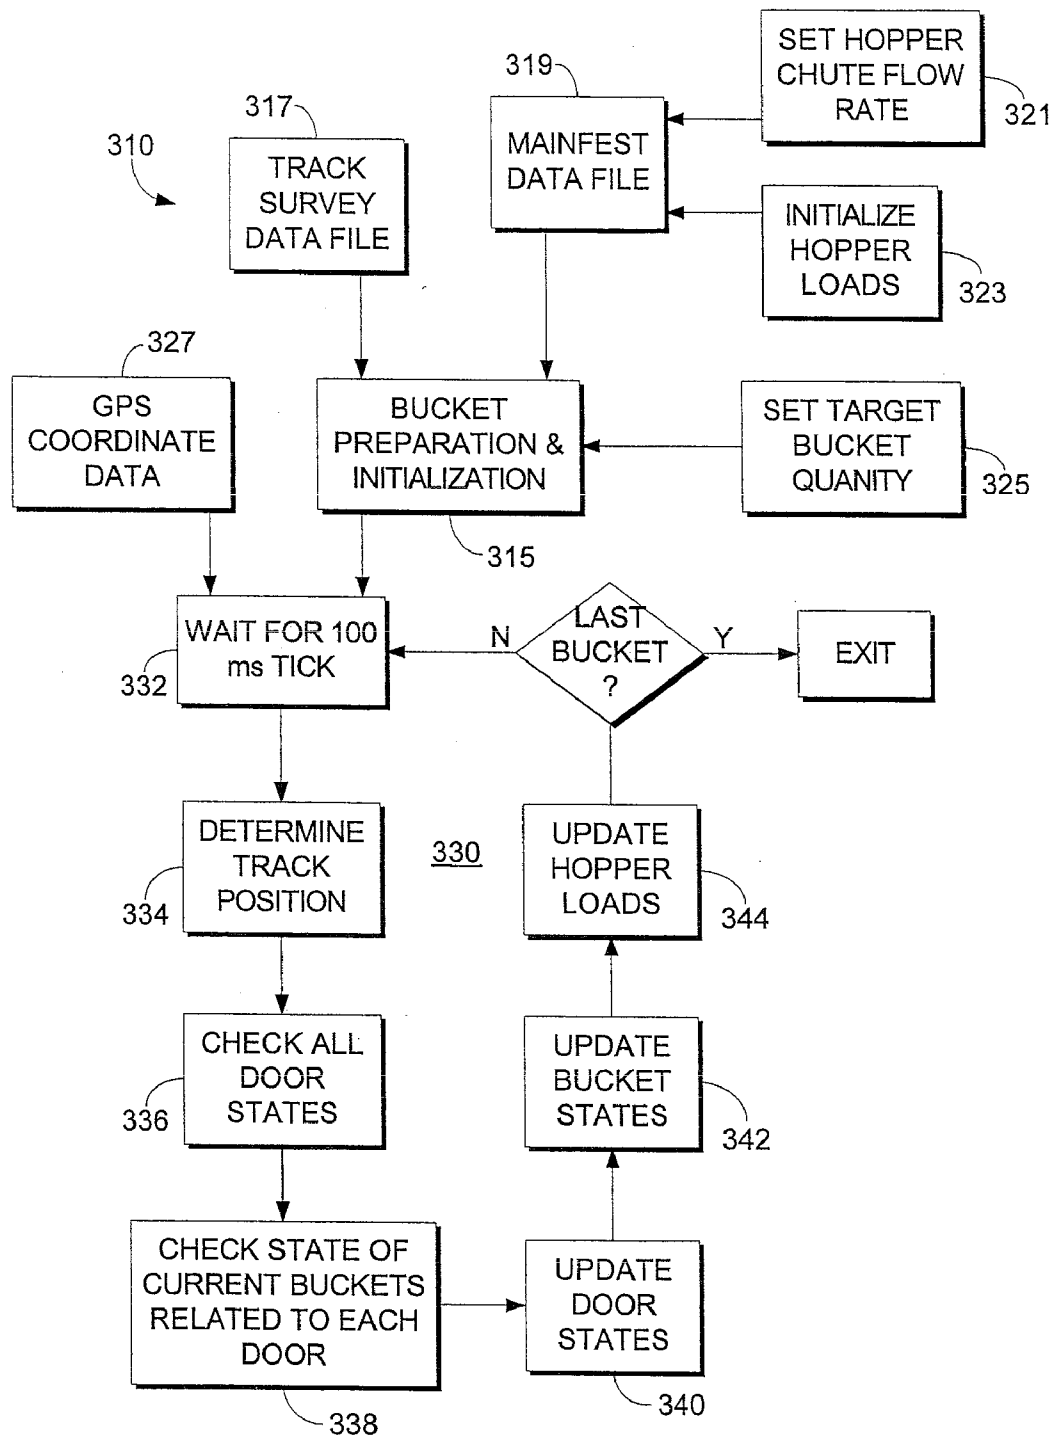 310
317
TRACK
SURVEY
DATA FILE
319
MAINFEST
DATA FILE
SET HOPPER
CHUTE FLOW
RATE
321
INITIALIZE
HOPPER
LOADS
323
327
GPS
COORDINATE
DATA
BUCKET
PREPARATION &
INITIALIZATION
315
SET TARGET
BUCKET
QUANITY
325
WAIT FOR 100
ms TICK
332
N
LAST
BUCKET
?
Y
EXIT
DETERMINE
TRACK
POSITION
334
330
UPDATE
HOPPER
LOADS
344
CHECK ALL
DOOR
STATES
336
UPDATE
BUCKET
STATES
342
CHECK STATE OF
CURRENT BUCKETS
RELATED TO EACH
DOOR
338
UPDATE
DOOR
STATES
340